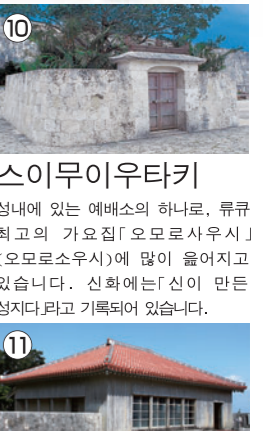 ⑩
스이무이우타키
성내에 있는 예배소의 하나로, 류큐
최고의 가요집「오모로사우시」
(오모로소우시)에 많이 읊어지고
있습니다. 신화에는「신이 만든
성지다」라고 기록되어 있습니다.
⑪